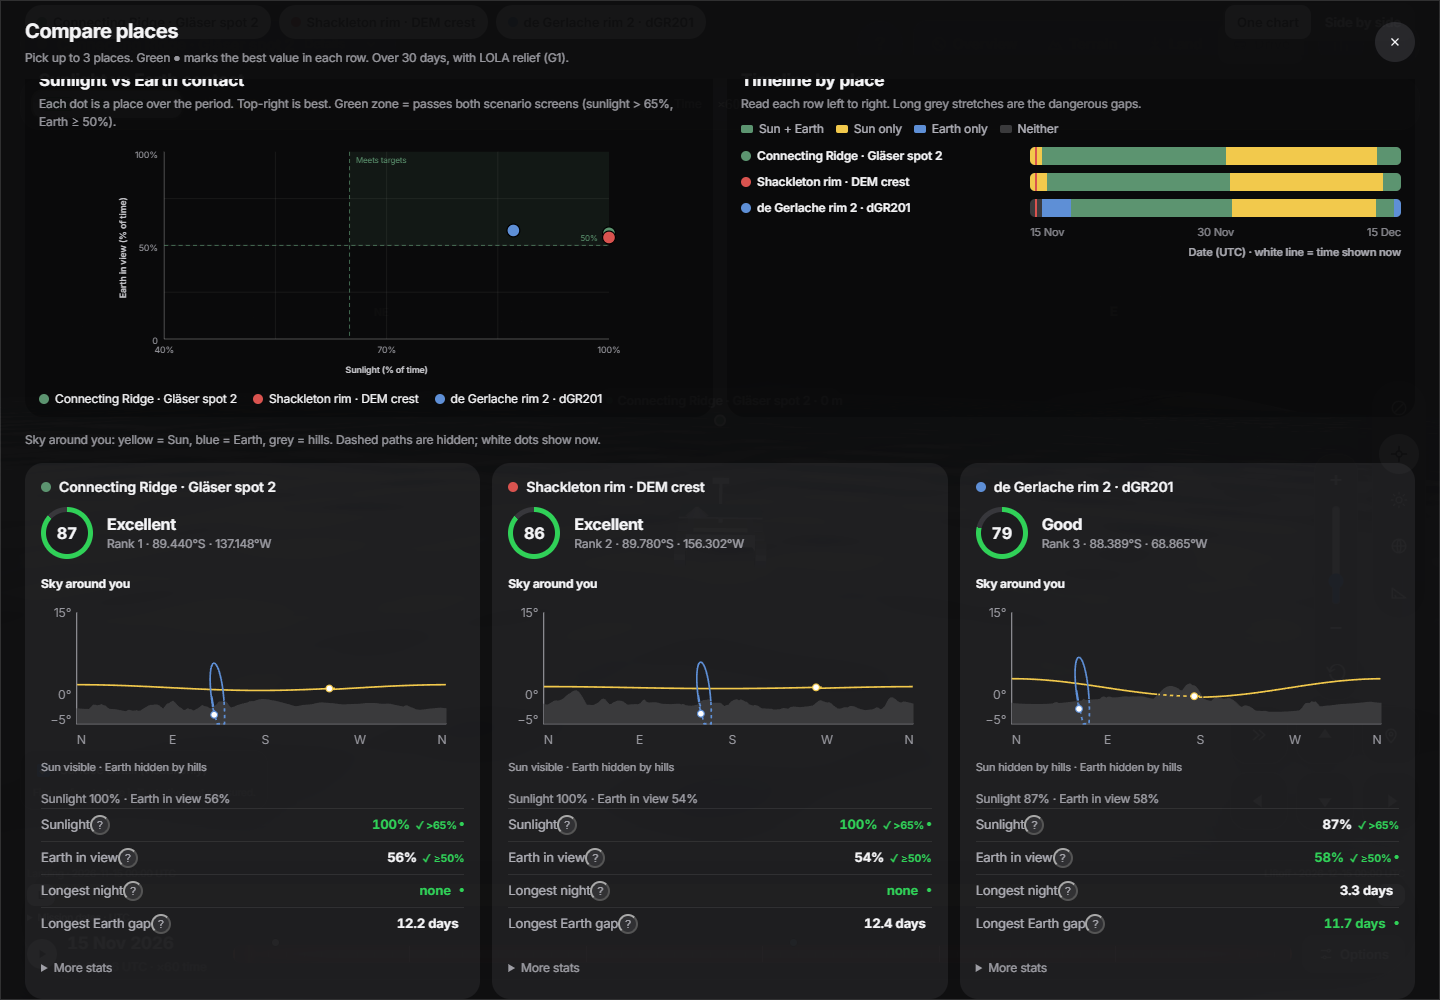 Compare places
Pick up to 3 places. Green ● marks the best value in each row. Over 30 days, with LOLA relief (G1).
One chart
×
Sunlight vs Earth contact
Each dot is a place over the period. Top-right is best. Green zone = passes both scenario screens (sunlight > 65%,
Earth ≥ 50%).
100%
Meets targets
50%
50%
0
40%
70%
100%
Earth in view (% of time)
Sunlight (% of time)
Connecting Ridge · Gläser spot 2
Shackleton rim · DEM crest
de Gerlache rim 2 · dGR201
Timeline by place
Read each row left to right. Long grey stretches are the dangerous gaps.
Sun + Earth
Sun only
Earth only
Neither
Connecting Ridge · Gläser spot 2
Shackleton rim · DEM crest
de Gerlache rim 2 · dGR201
15 Nov
30 Nov
15 Dec
Date (UTC) · white line = time shown now
Sky around you: yellow = Sun, blue = Earth, grey = hills. Dashed paths are hidden; white dots show now.
Connecting Ridge · Gläser spot 2
87
Excellent
Rank 1 · 89.440°S · 137.148°W
Sky around you
15°
0°
−5°
N
E
S
W
N
Sun visible · Earth hidden by hills
Sunlight 100% · Earth in view 56%
Sunlight ? 100% ✓ >65% •
Earth in view ? 56% ✓ ≥50%
Longest night ? none •
Longest Earth gap ? 12.2 days
▶ More stats
Shackleton rim · DEM crest
86
Excellent
Rank 2 · 89.780°S · 156.302°W
Sky around you
15°
0°
−5°
N
E
S
W
N
Sun visible · Earth hidden by hills
Sunlight 100% · Earth in view 54%
Sunlight ? 100% ✓ >65% •
Earth in view ? 54% ✓ ≥50%
Longest night ? none •
Longest Earth gap ? 12.4 days
▶ More stats
de Gerlache rim 2 · dGR201
79
Good
Rank 3 · 88.389°S · 68.865°W
Sky around you
15°
0°
−5°
N
E
S
W
N
Sun hidden by hills · Earth hidden by hills
Sunlight 87% · Earth in view 58%
Sunlight ? 87% ✓ >65%
Earth in view ? 58% ✓ ≥50% •
Longest night ? 3.3 days
Longest Earth gap ? 11.7 days •
▶ More stats
15 Nov 2026